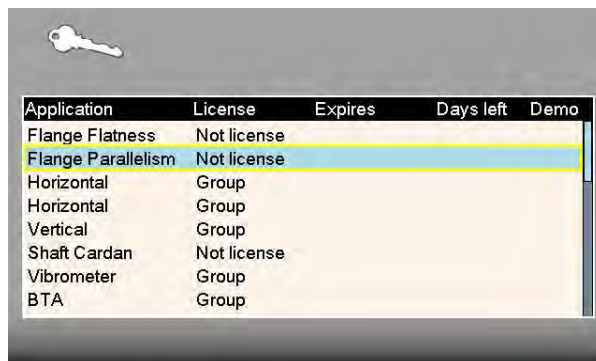 Application License Expires Days left Demo
Flange Flatness Not license
Flange Parallelism Not license
Horizontal Group
Horizontal Group
Vertical Group
Shaft Cardan Not license
Vibrometer Group
BTA Group